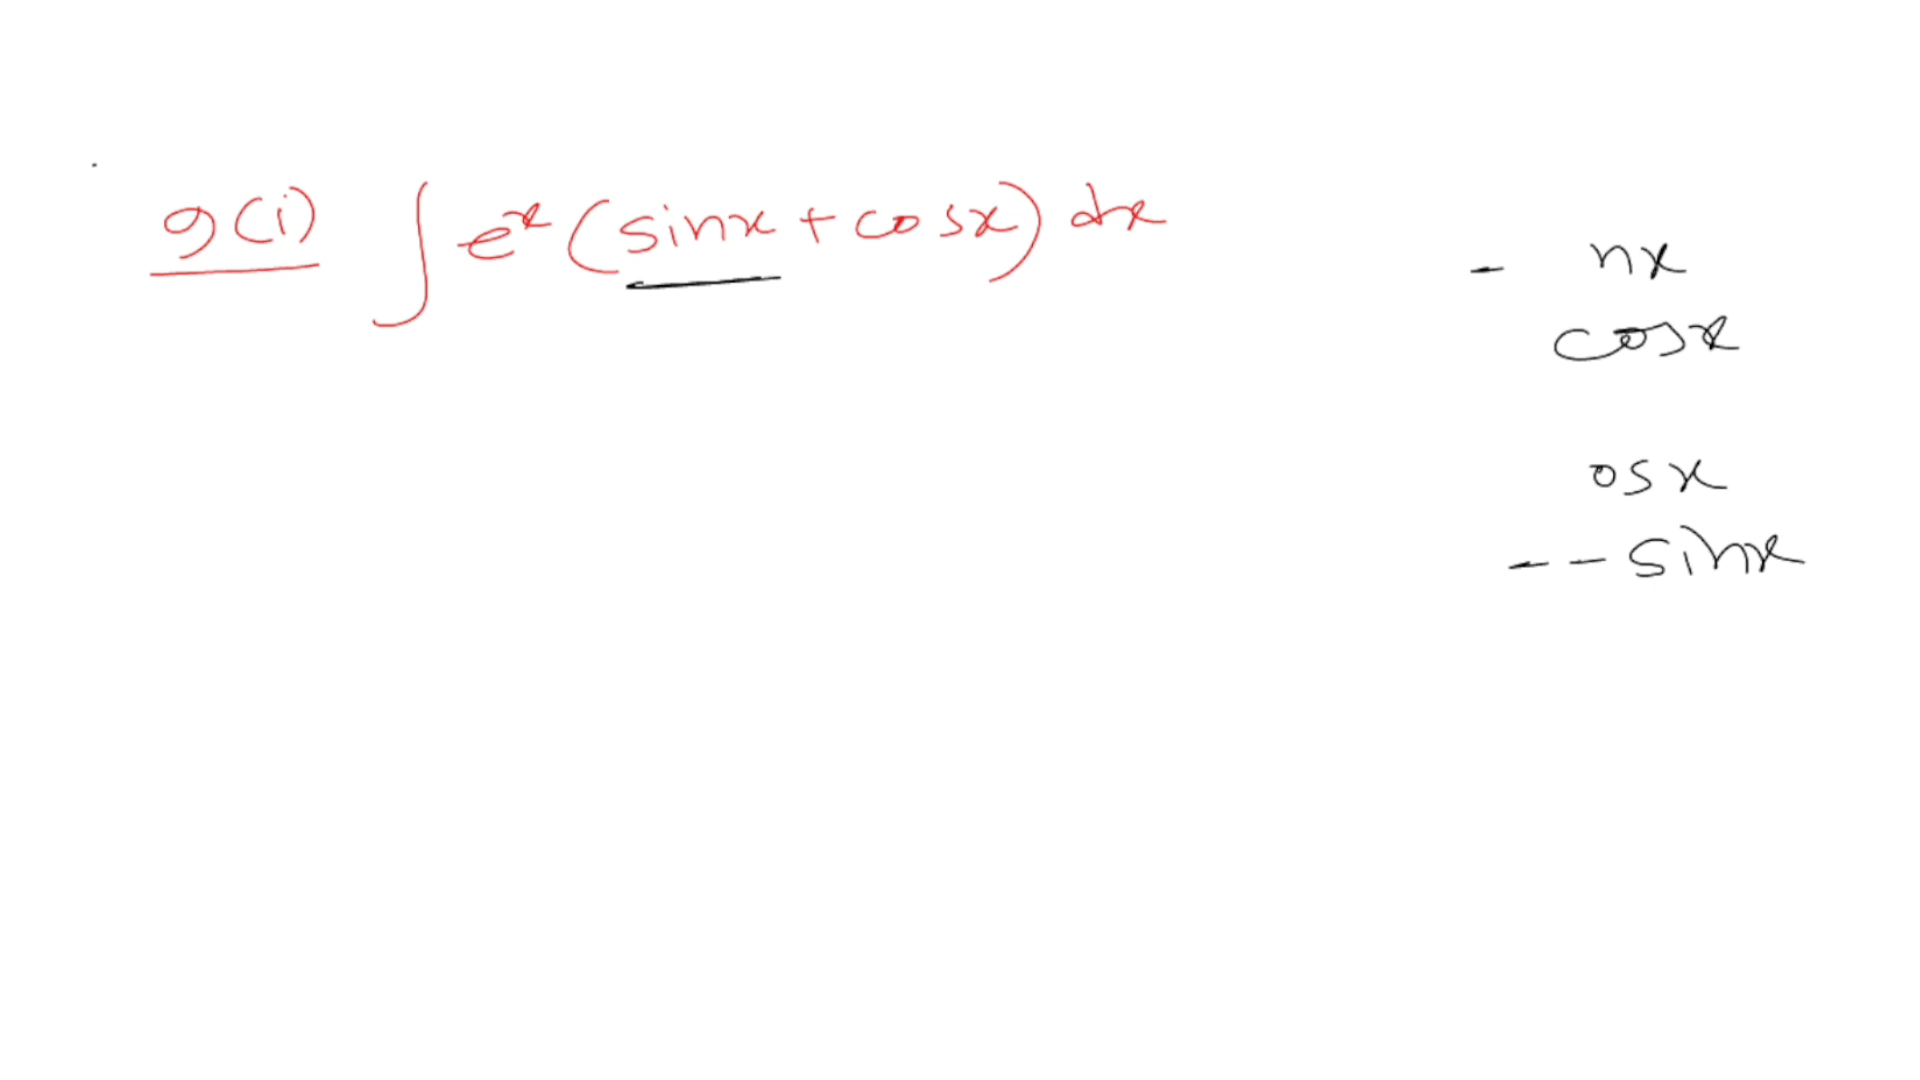 9(i) ∫ eˣ (sinx + cosx) dx
- nx
cosx
osx
- - sinx